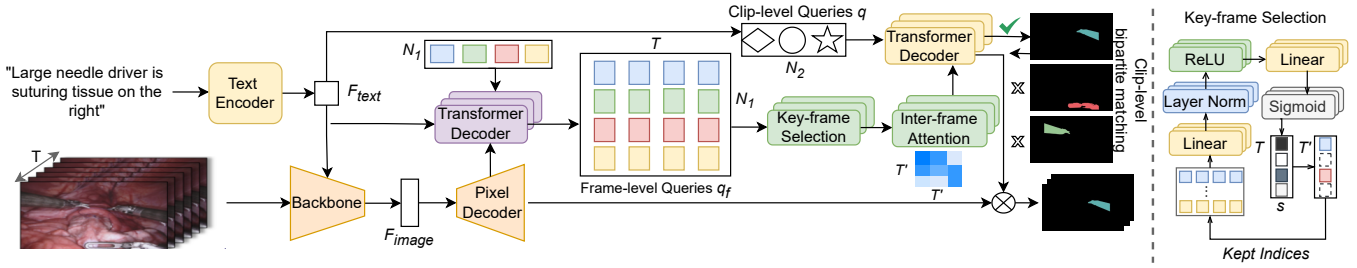 "Large needle driver is
suturing tissue on the
right"
Text
Encoder
F_text
T
Backbone
F_image
Pixel
Decoder
N_1
Transformer
Decoder
T
N_1
Frame-level Queries q_f
Clip-level Queries q
N_2
Key-frame
Selection
Inter-frame
Attention
T'
T'
Transformer
Decoder
Clip-level
bipartite matching
Key-frame Selection
ReLU
Linear
Layer Norm
Sigmoid
Linear
T
T'
s
Kept Indices